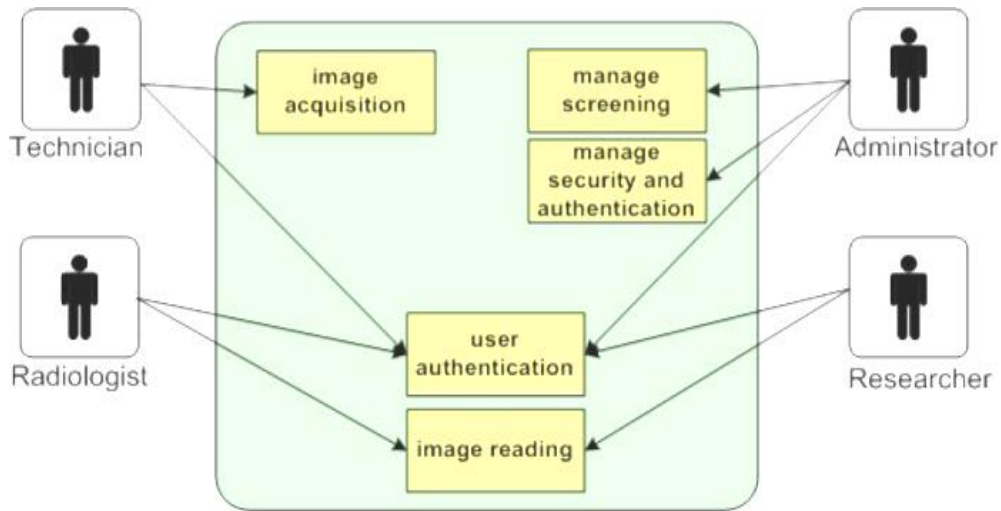 Technician
image
acquisition
manage
screening
manage
security and
authentication
Administrator
Radiologist
user
authentication
image reading
Researcher